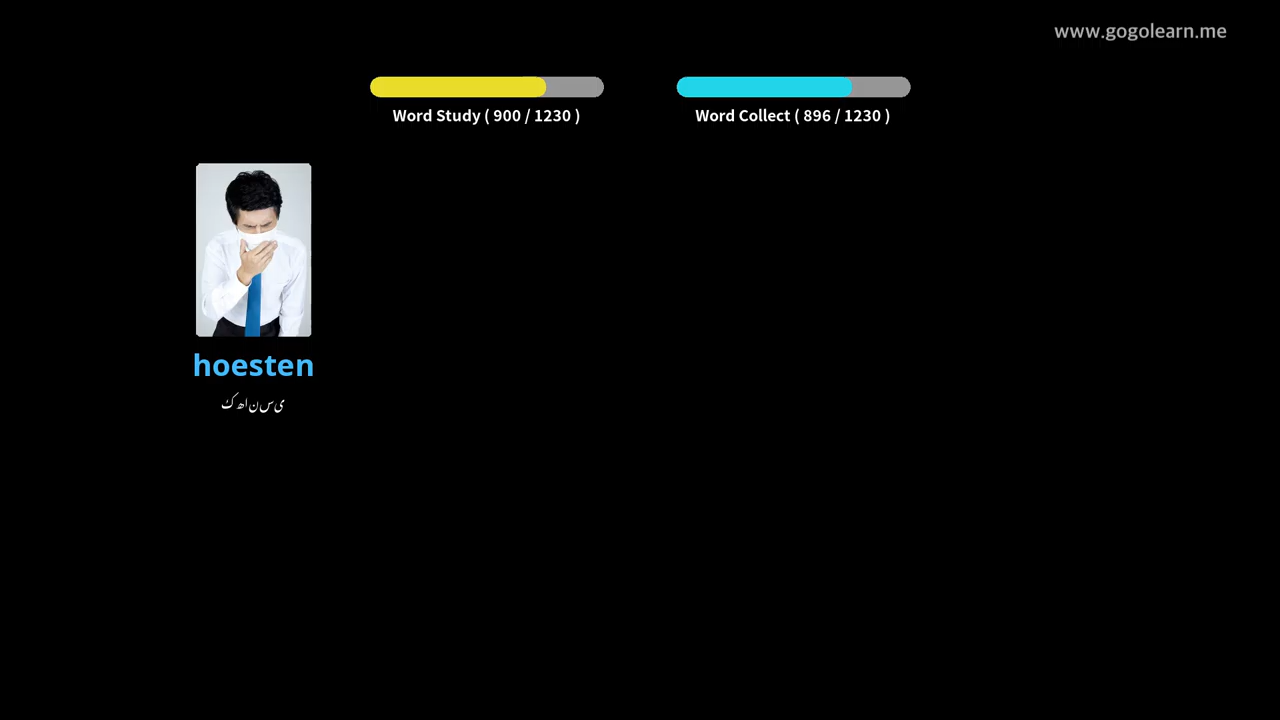 www.gogolearn.me
Word Study ( 900 / 1230 )
Word Collect ( 896 / 1230 )
hoesten
کھانسی